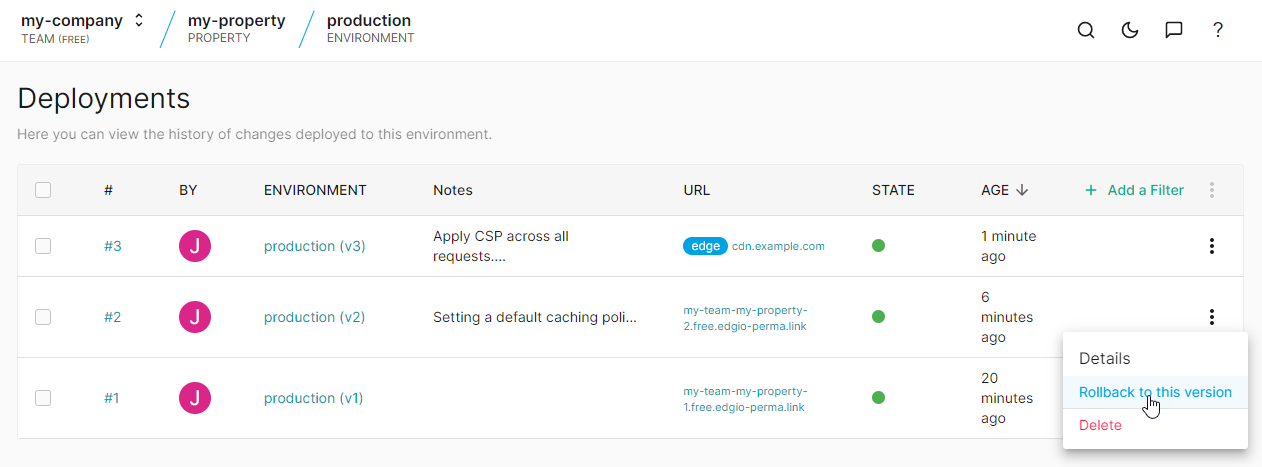 my-company
TEAM (FREE)
my-property
PROPERTY
production
ENVIRONMENT
?
Deployments
Here you can view the history of changes deployed to this environment.
# BY ENVIRONMENT Notes URL STATE AGE + Add a Filter
#3 J production (v3) Apply CSP across all edge cdn.example.com 1 minute
requests.... ago
#2 J production (v2) Setting a default caching poli... my-team-my-property- 6
2.free.edgio-perma.link minutes
ago
#1 J production (v1) my-team-my-property- 20
1.free.edgio-perma.link minutes
ago
Details
Rollback to this version
Delete